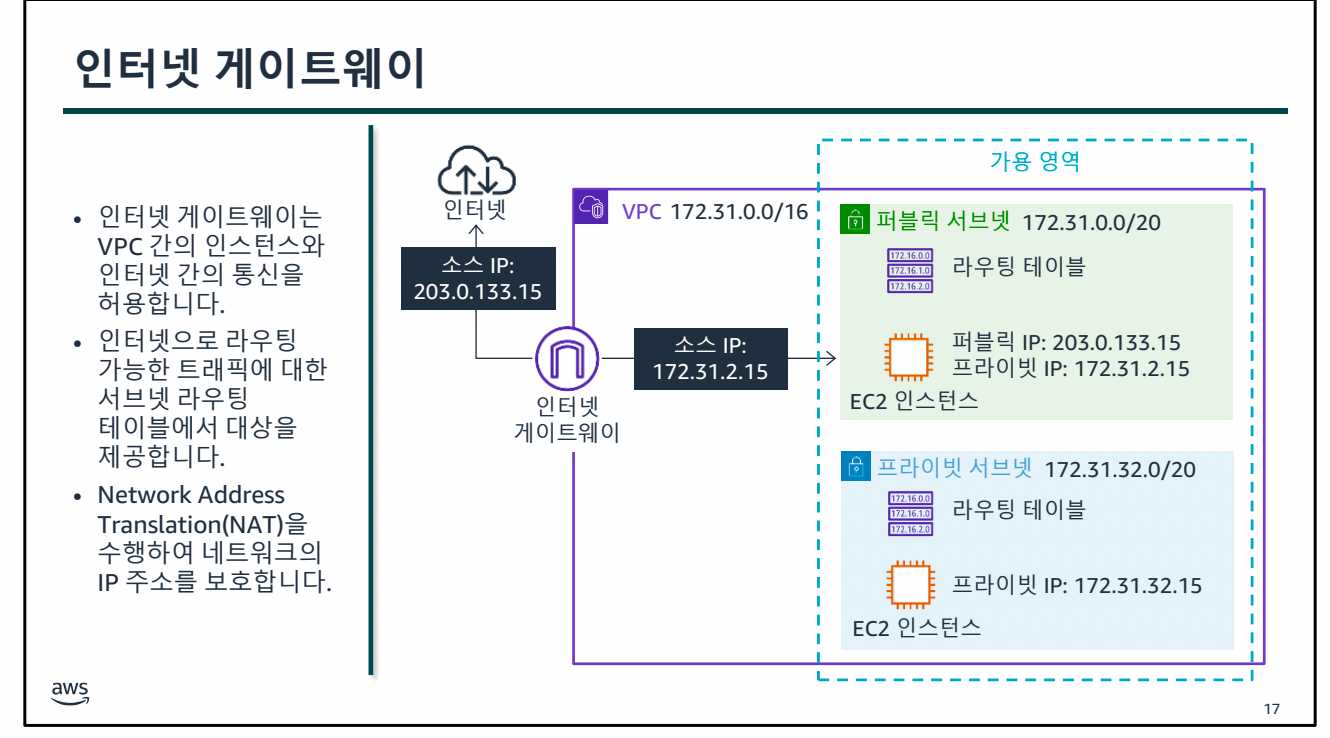 인터넷 게이트웨이
• 인터넷 게이트웨이는
VPC 간의 인스턴스와
인터넷 간의 통신을
허용합니다.
• 인터넷으로 라우팅
가능한 트래픽에 대한
서브넷 라우팅
테이블에서 대상을
제공합니다.
• Network Address
Translation(NAT)을
수행하여 네트워크의
IP 주소를 보호합니다.
인터넷
소스 IP:
203.0.133.15
인터넷
게이트웨이
소스 IP:
172.31.2.15
VPC 172.31.0.0/16
가용 영역
퍼블릭 서브넷 172.31.0.0/20
172.16.0.0
172.16.1.0
172.16.2.0
라우팅 테이블
퍼블릭 IP: 203.0.133.15
프라이빗 IP: 172.31.2.15
EC2 인스턴스
프라이빗 서브넷 172.31.32.0/20
172.16.0.0
172.16.1.0
172.16.2.0
라우팅 테이블
프라이빗 IP: 172.31.32.15
EC2 인스턴스
aws
17